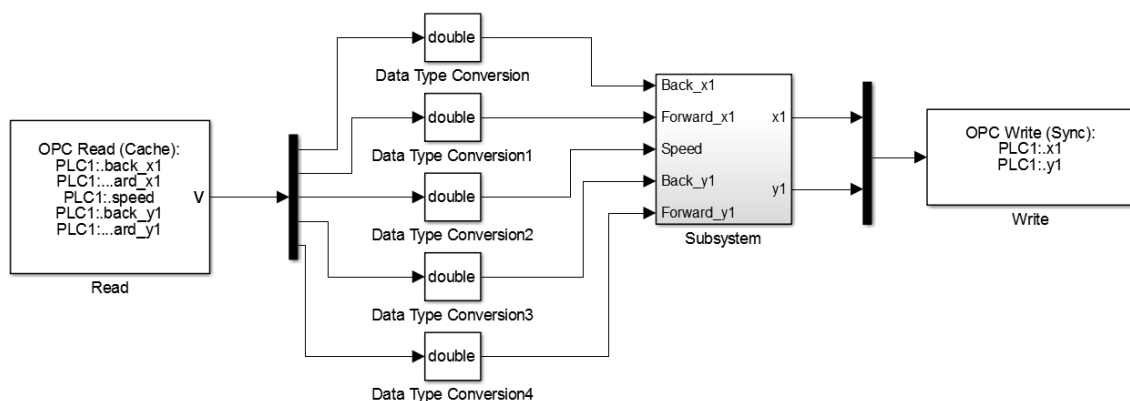 OPC Read (Cache):
PLC1:.back_x1
PLC1:...ard_x1
PLC1:.speed
PLC1:.back_y1
PLC1:...ard_y1
V
Read
double
Data Type Conversion
double
Data Type Conversion1
double
Data Type Conversion2
double
Data Type Conversion3
double
Data Type Conversion4
Back_x1
Forward_x1
Speed
Back_y1
Forward_y1
x1
y1
Subsystem
OPC Write (Sync):
PLC1:.x1
PLC1:.y1
Write